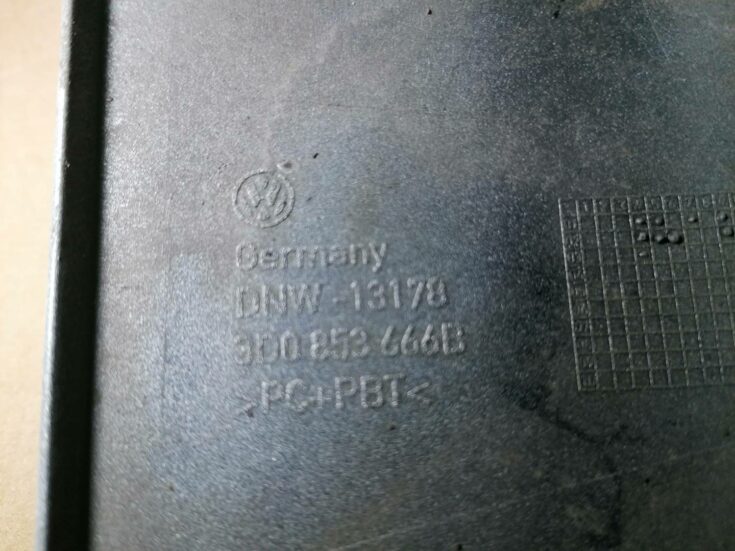 Germany
DNW-13178
3D0 853 666B
>PC+PBT<